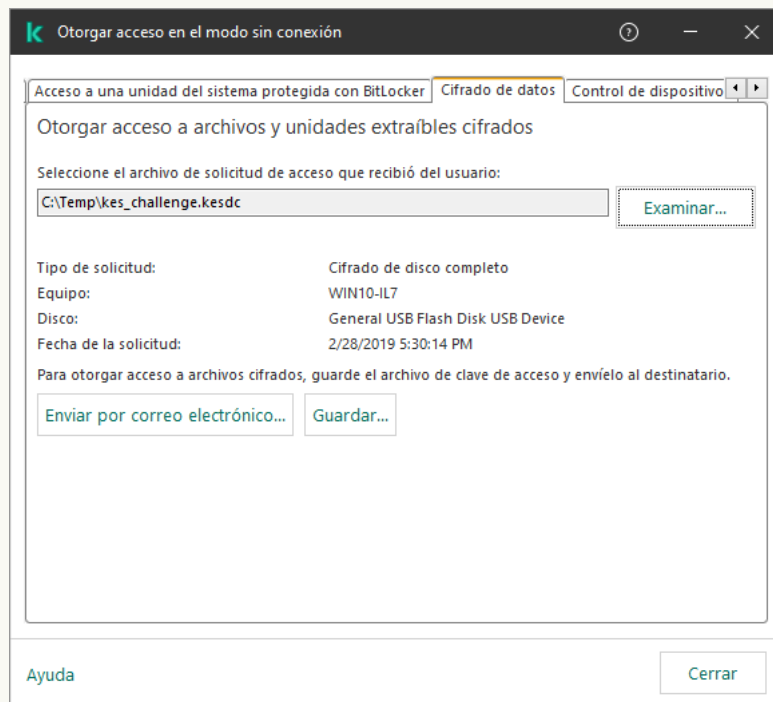 Otorgar acceso en el modo sin conexión
Acceso a una unidad del sistema protegida con BitLocker Cifrado de datos Control de dispositivo
Otorgar acceso a archivos y unidades extraíbles cifrados
Seleccione el archivo de solicitud de acceso que recibió del usuario:
C:\Temp\kes_challenge.kesdc Examinar...
Tipo de solicitud: Cifrado de disco completo
Equipo: WIN10-IL7
Disco: General USB Flash Disk USB Device
Fecha de la solicitud: 2/28/2019 5:30:14 PM
Para otorgar acceso a archivos cifrados, guarde el archivo de clave de acceso y envíelo al destinatario.
Enviar por correo electrónico... Guardar...
Ayuda Cerrar